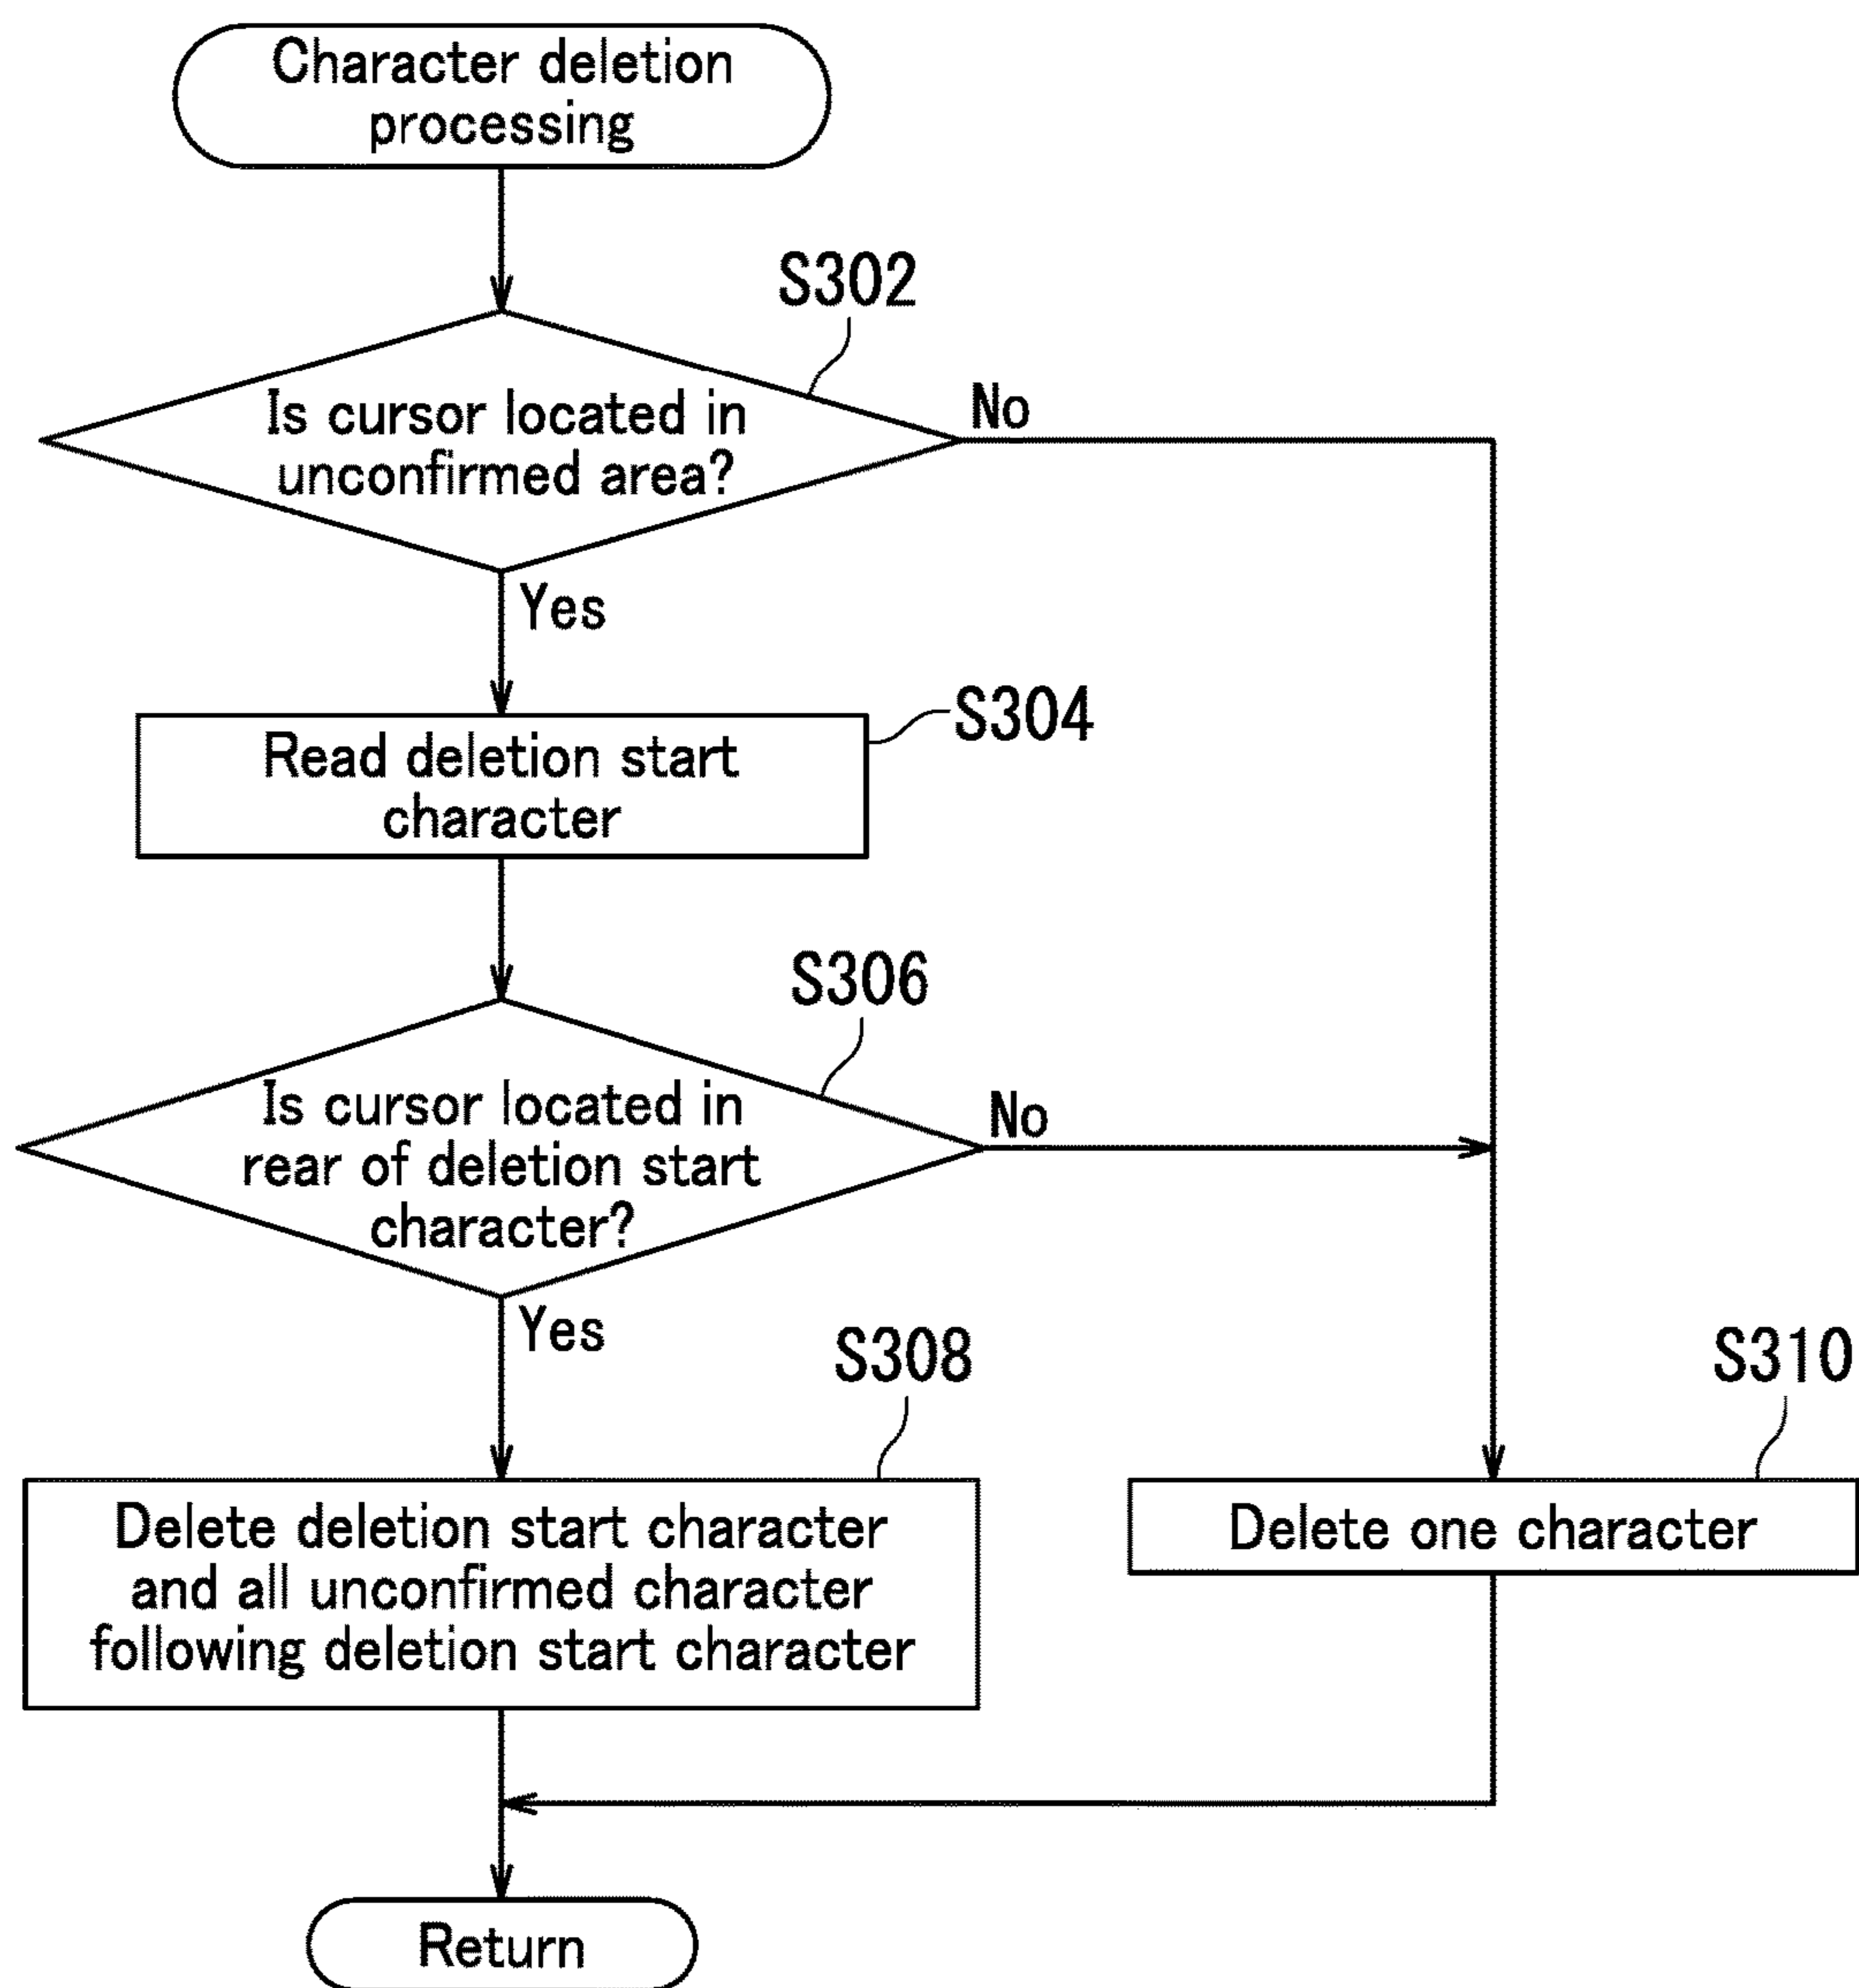 Character deletion
processing
S302
Is cursor located in
unconfirmed area?
No
Yes
S304
Read deletion start
character
S306
Is cursor located in
rear of deletion start
character?
No
Yes
S308
S310
Delete deletion start character
and all unconfirmed character
following deletion start character
Delete one character
Return